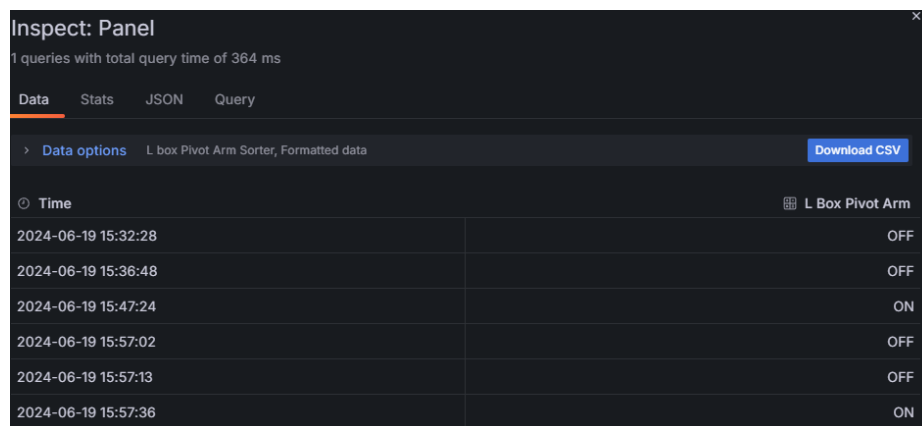 Inspect: Panel
1 queries with total query time of 364 ms
Data Stats JSON Query
Data options L box Pivot Arm Sorter, Formatted data Download CSV
Time L Box Pivot Arm
2024-06-19 15:32:28 OFF
2024-06-19 15:36:48 OFF
2024-06-19 15:47:24 ON
2024-06-19 15:57:02 OFF
2024-06-19 15:57:13 OFF
2024-06-19 15:57:36 ON